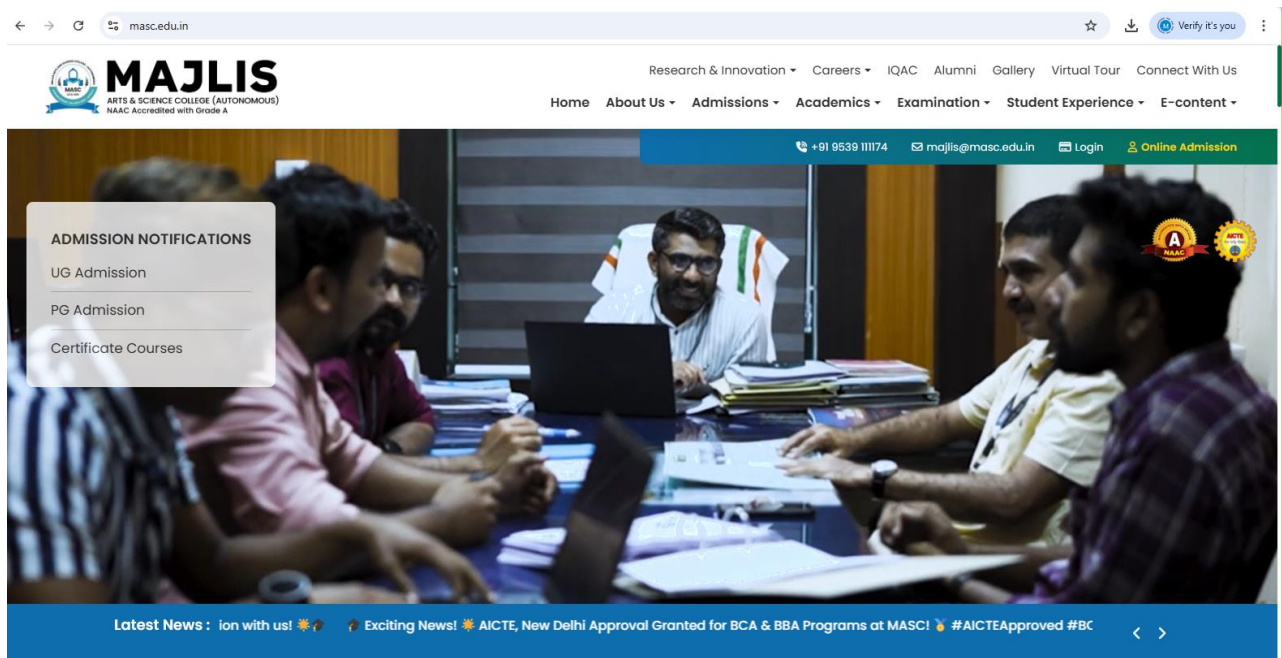 masc.edu.in
Verify it's you
MASC
MAJLIS
ARTS & SCIENCE COLLEGE (AUTONOMOUS)
NAAC Accredited with Grade A
Research & Innovation Careers IQAC Alumni Gallery Virtual Tour Connect With Us
Home About Us Admissions Academics Examination Student Experience E-content
+91 9539 111174 majlis@masc.edu.in Login Online Admission
ADMISSION NOTIFICATIONS
UG Admission
PG Admission
Certificate Courses
A
NAAC
AICTE
Latest News : ion with us! 🌟🎓 🎓 Exciting News! 🌟 AICTE, New Delhi Approval Granted for BCA & BBA Programs at MASC! 🏅 #AICTEApproved #BC